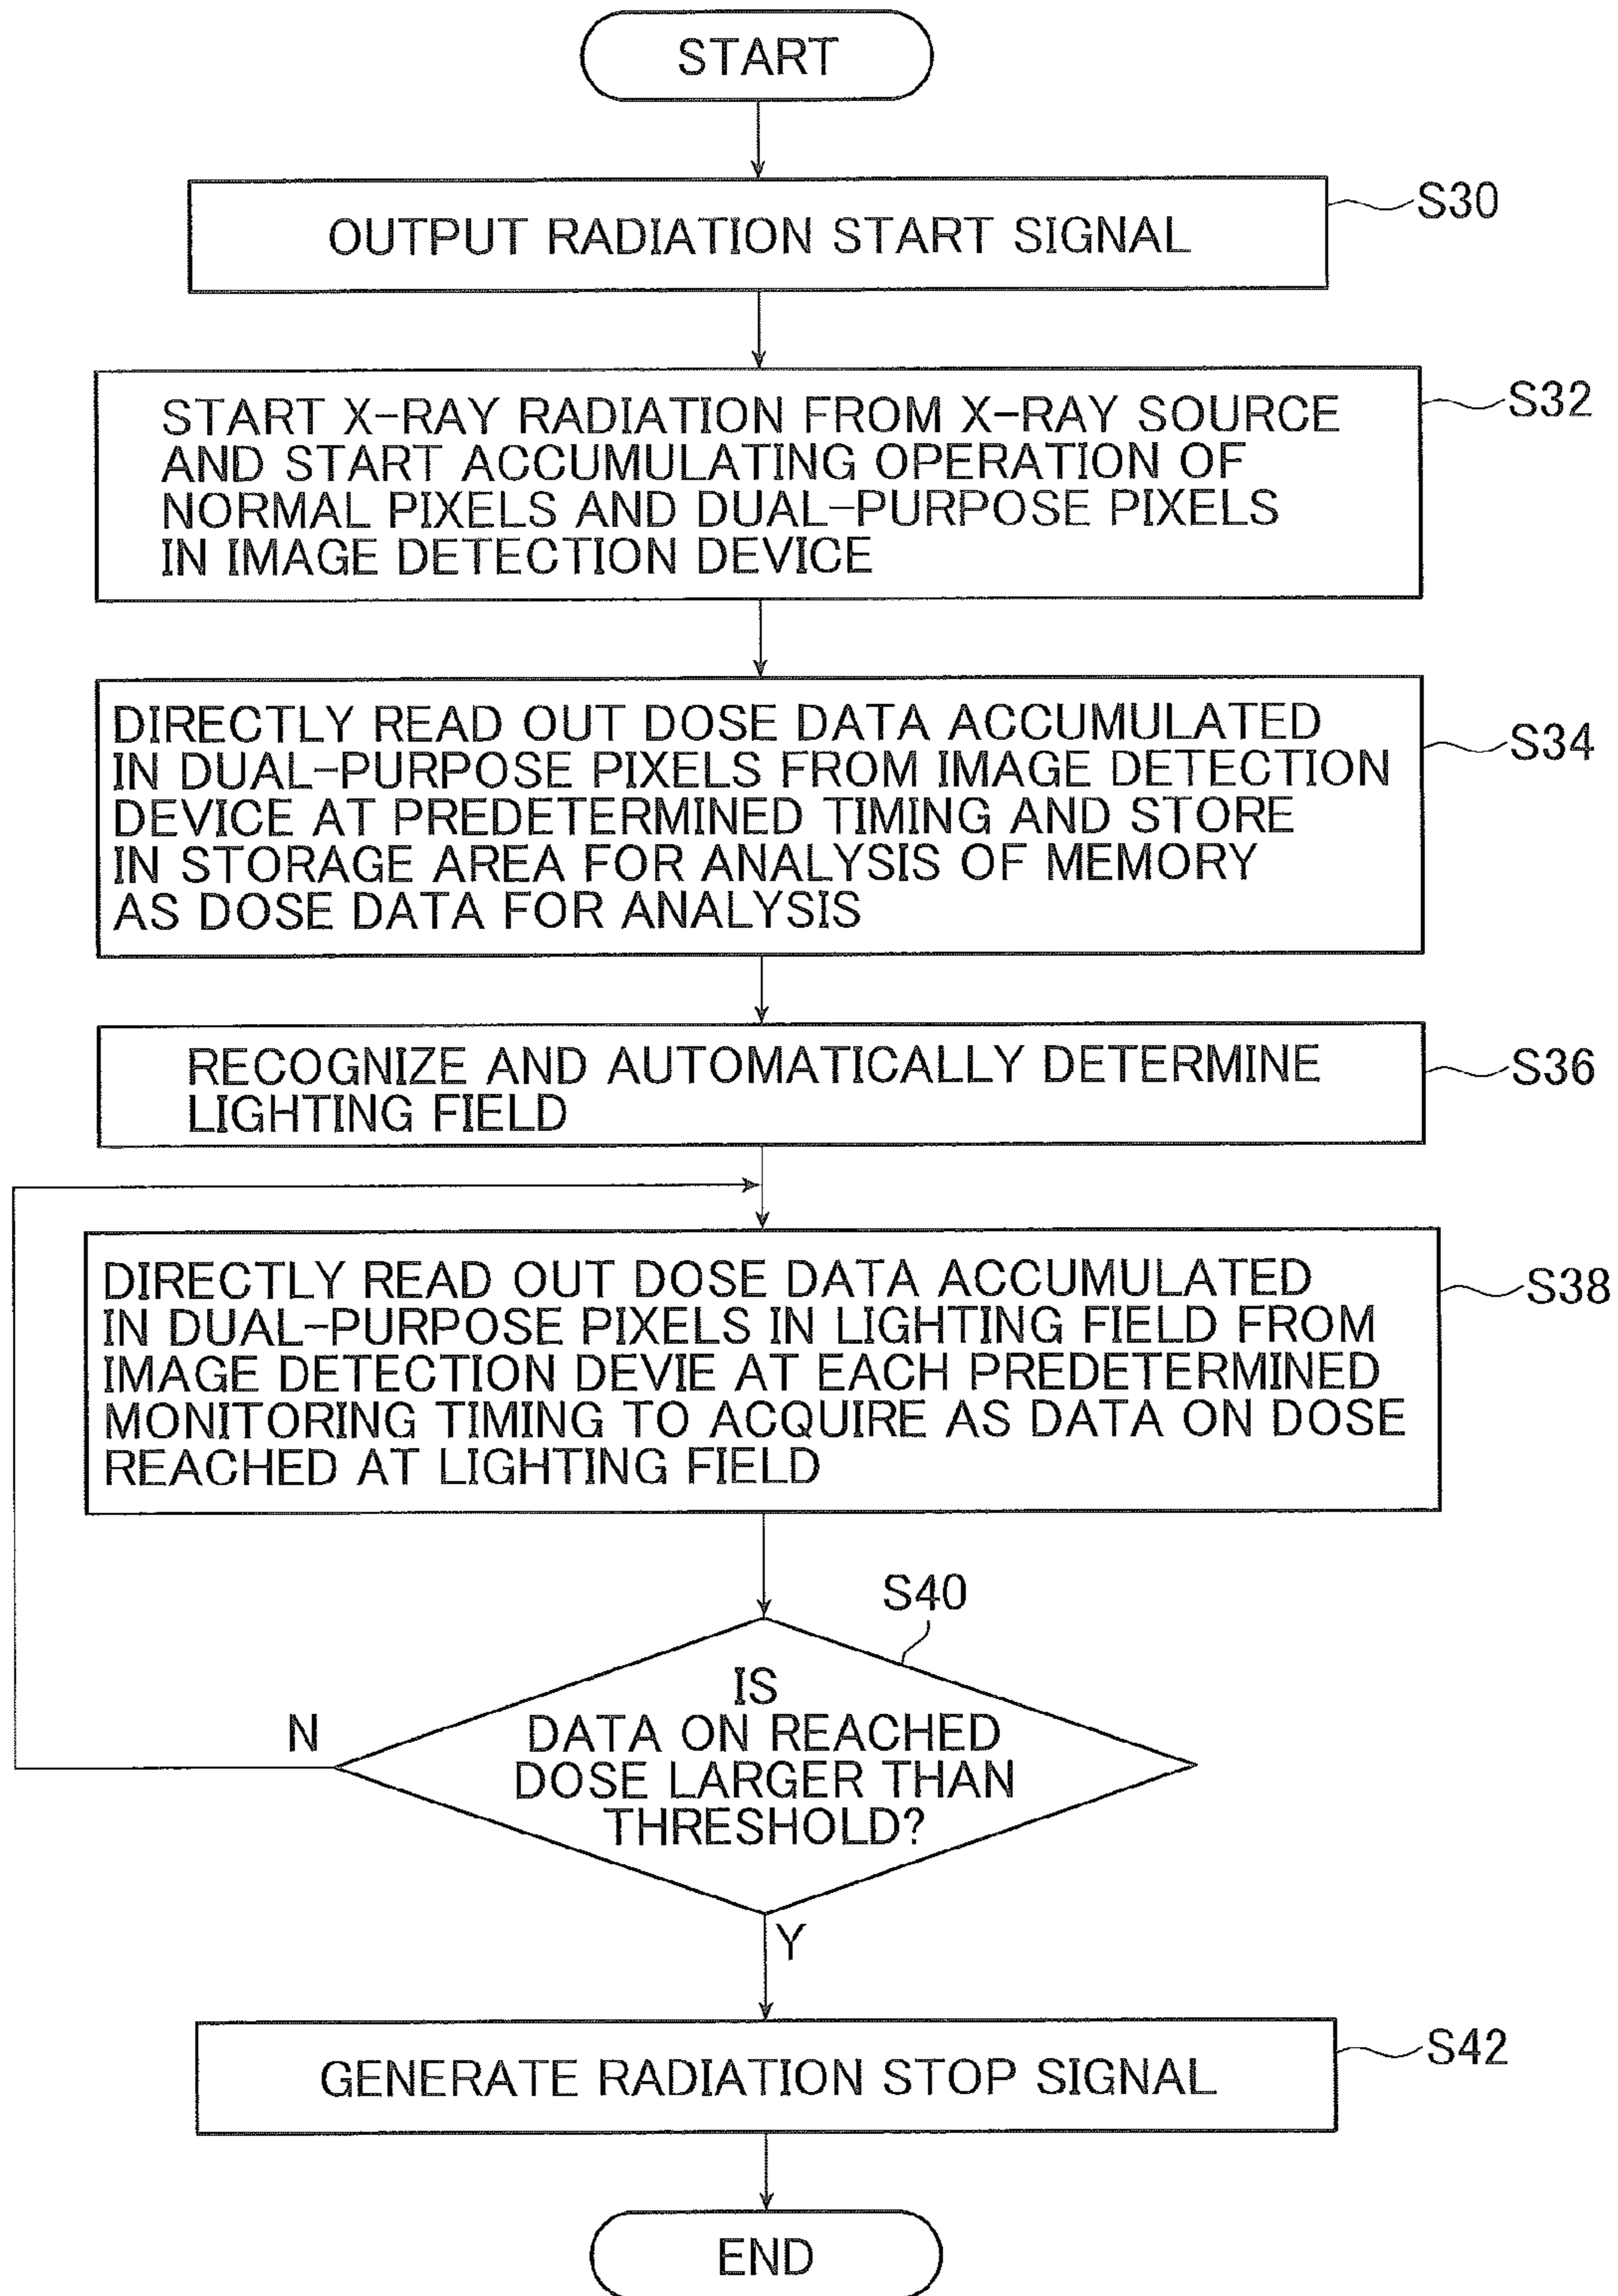 START
OUTPUT RADIATION START SIGNAL
S30
START X-RAY RADIATION FROM X-RAY SOURCE
AND START ACCUMULATING OPERATION OF
NORMAL PIXELS AND DUAL-PURPOSE PIXELS
IN IMAGE DETECTION DEVICE
S32
DIRECTLY READ OUT DOSE DATA ACCUMULATED
IN DUAL-PURPOSE PIXELS FROM IMAGE DETECTION
DEVICE AT PREDETERMINED TIMING AND STORE
IN STORAGE AREA FOR ANALYSIS OF MEMORY
AS DOSE DATA FOR ANALYSIS
S34
RECOGNIZE AND AUTOMATICALLY DETERMINE
LIGHTING FIELD
S36
DIRECTLY READ OUT DOSE DATA ACCUMULATED
IN DUAL-PURPOSE PIXELS IN LIGHTING FIELD FROM
IMAGE DETECTION DEVIE AT EACH PREDETERMINED
MONITORING TIMING TO ACQUIRE AS DATA ON DOSE
REACHED AT LIGHTING FIELD
S38
S40
IS
DATA ON REACHED
DOSE LARGER THAN
THRESHOLD?
N
Y
GENERATE RADIATION STOP SIGNAL
S42
END